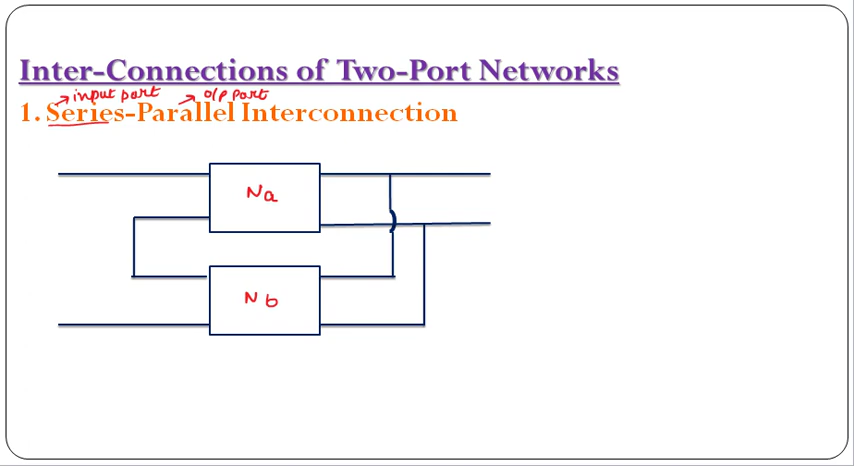 Inter-Connections of Two-Port Networks
→ input port → o/p port
1. Series-Parallel Interconnection
Na
Nb